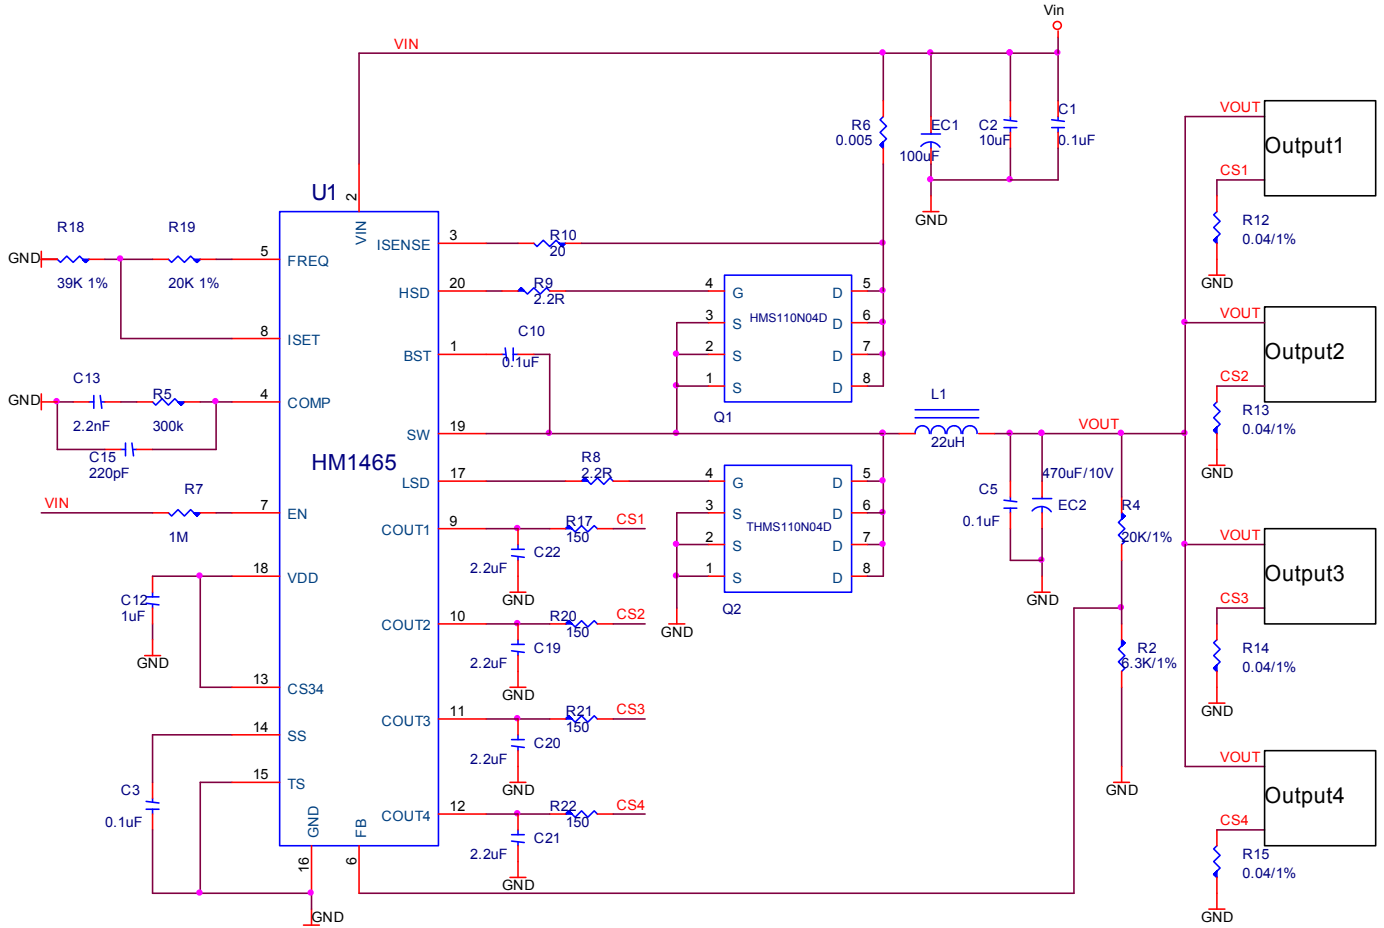 Vin
VIN
C1
0.1uF
C2
10uF
EC1
100uF
GND
R6
0.005
U1
HM1465
2
VIN
3
ISENSE
R10
20
20
HSD
R9
2.2R
1
BST
C10
0.1uF
19
SW
17
LSD
R8
2.2R
9
COUT1
R17
150
CS1
C22
2.2uF
GND
10
COUT2
R20
150
CS2
C19
2.2uF
GND
11
COUT3
R21
150
CS3
C20
2.2uF
GND
12
COUT4
R22
150
CS4
C21
2.2uF
GND
R18
39K 1%
R19
20K 1%
GND
5
FREQ
8
ISET
GND
C13
2.2nF
R5
300k
C15
220pF
4
COMP
VIN
R7
1M
7
EN
18
VDD
C12
1uF
GND
13
CS34
14
SS
15
TS
C3
0.1uF
GND
16
GND
FB
6
4
G
3
S
2
S
1
S
HMS110N04D
D
5
D
6
D
7
D
8
Q1
4
G
3
S
2
S
1
S
THMS110N04D
D
5
D
6
D
7
D
8
Q2
GND
L1
22uH
VOUT
C5
0.1uF
470uF/10V
EC2
GND
R4
20K/1%
R2
6.3K/1%
GND
VOUT
Output1
CS1
R12
0.04/1%
GND
VOUT
Output2
CS2
R13
0.04/1%
GND
VOUT
Output3
CS3
R14
0.04/1%
GND
VOUT
Output4
CS4
R15
0.04/1%
GND